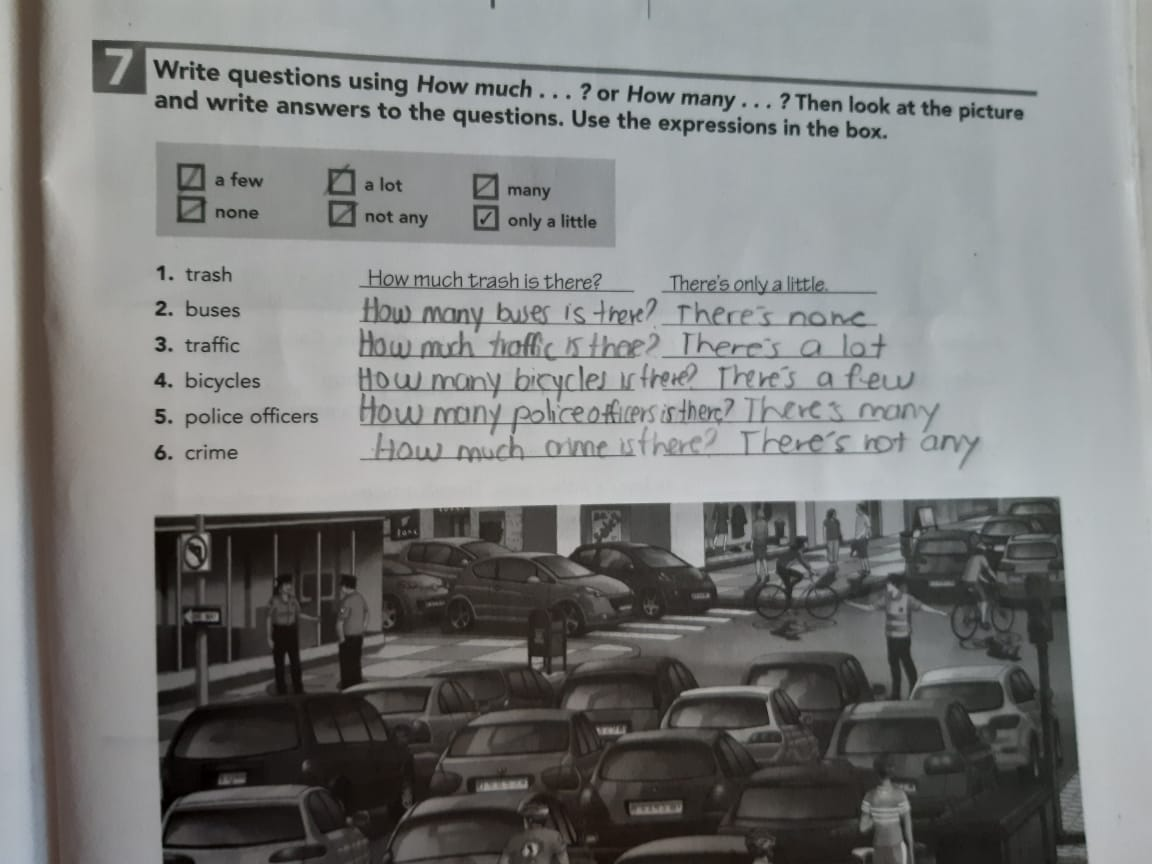 7 Write questions using How much . . . ? or How many . . . ? Then look at the picture
and write answers to the questions. Use the expressions in the box.
a few a lot many
none not any only a little
1. trash How much trash is there? There's only a little.
2. buses How many buses is there? There's none
3. traffic How much traffic is there? There's a lot
4. bicycles How many bicycles is there? There's a few
5. police officers How many police officers is there? There's many
6. crime How much crime is there? There's not any